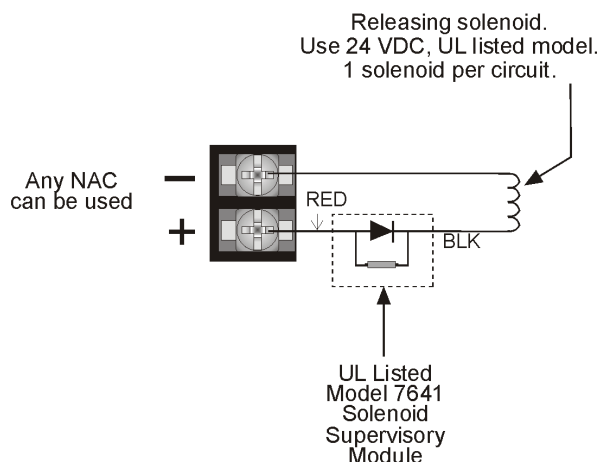 Releasing solenoid.
Use 24 VDC, UL listed model.
1 solenoid per circuit.
Any NAC
can be used
−
+
RED
BLK
UL Listed
Model 7641
Solenoid
Supervisory
Module